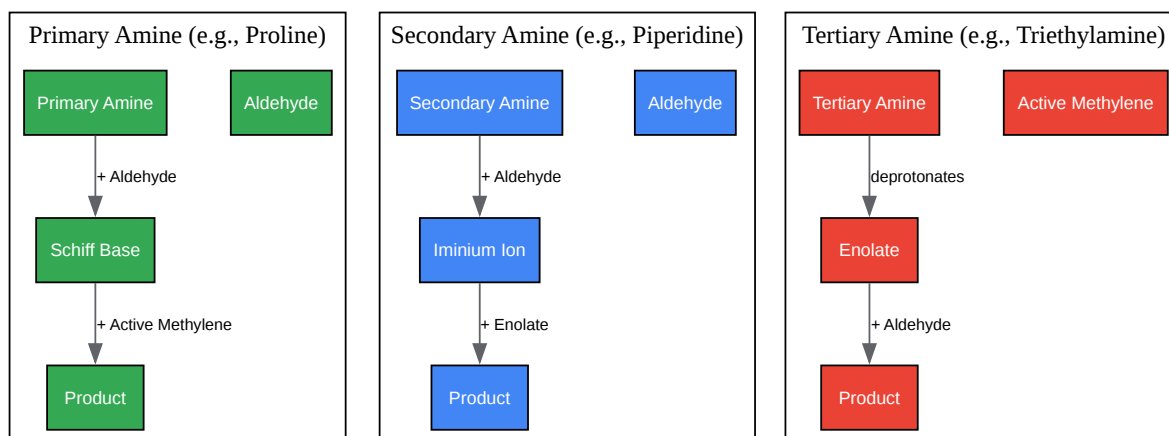 Primary Amine (e.g., Proline)
Primary Amine
Aldehyde
+ Aldehyde
Schiff Base
+ Active Methylene
Product
Secondary Amine (e.g., Piperidine)
Secondary Amine
Aldehyde
+ Aldehyde
Iminium Ion
+ Enolate
Product
Tertiary Amine (e.g., Triethylamine)
Tertiary Amine
Active Methylene
deprotonates
Enolate
+ Aldehyde
Product